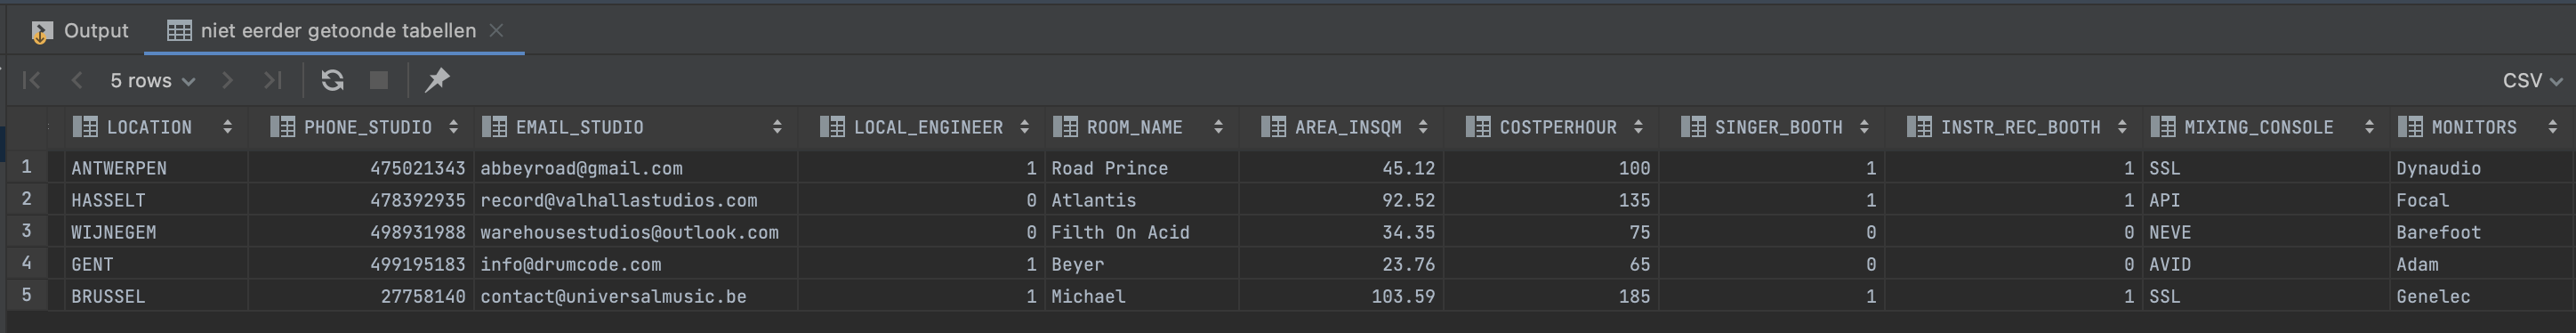 Output niet eerder getoonde tabellen
5 rows CSV
LOCATION PHONE_STUDIO EMAIL_STUDIO LOCAL_ENGINEER ROOM_NAME AREA_INSQM COSTPERHOUR SINGER_BOOTH INSTR_REC_BOOTH MIXING_CONSOLE MONITORS
1 ANTWERPEN 475021343 abbeyroad@gmail.com 1 Road Prince 45.12 100 1 1 SSL Dynaudio
2 HASSELT 478392935 record@valhallastudios.com 0 Atlantis 92.52 135 1 1 API Focal
3 WIJNEGEM 498931988 warehousestudios@outlook.com 0 Filth On Acid 34.35 75 0 0 NEVE Barefoot
4 GENT 499195183 info@drumcode.com 1 Beyer 23.76 65 0 0 AVID Adam
5 BRUSSEL 27758140 contact@universalmusic.be 1 Michael 103.59 185 1 1 SSL Genelec